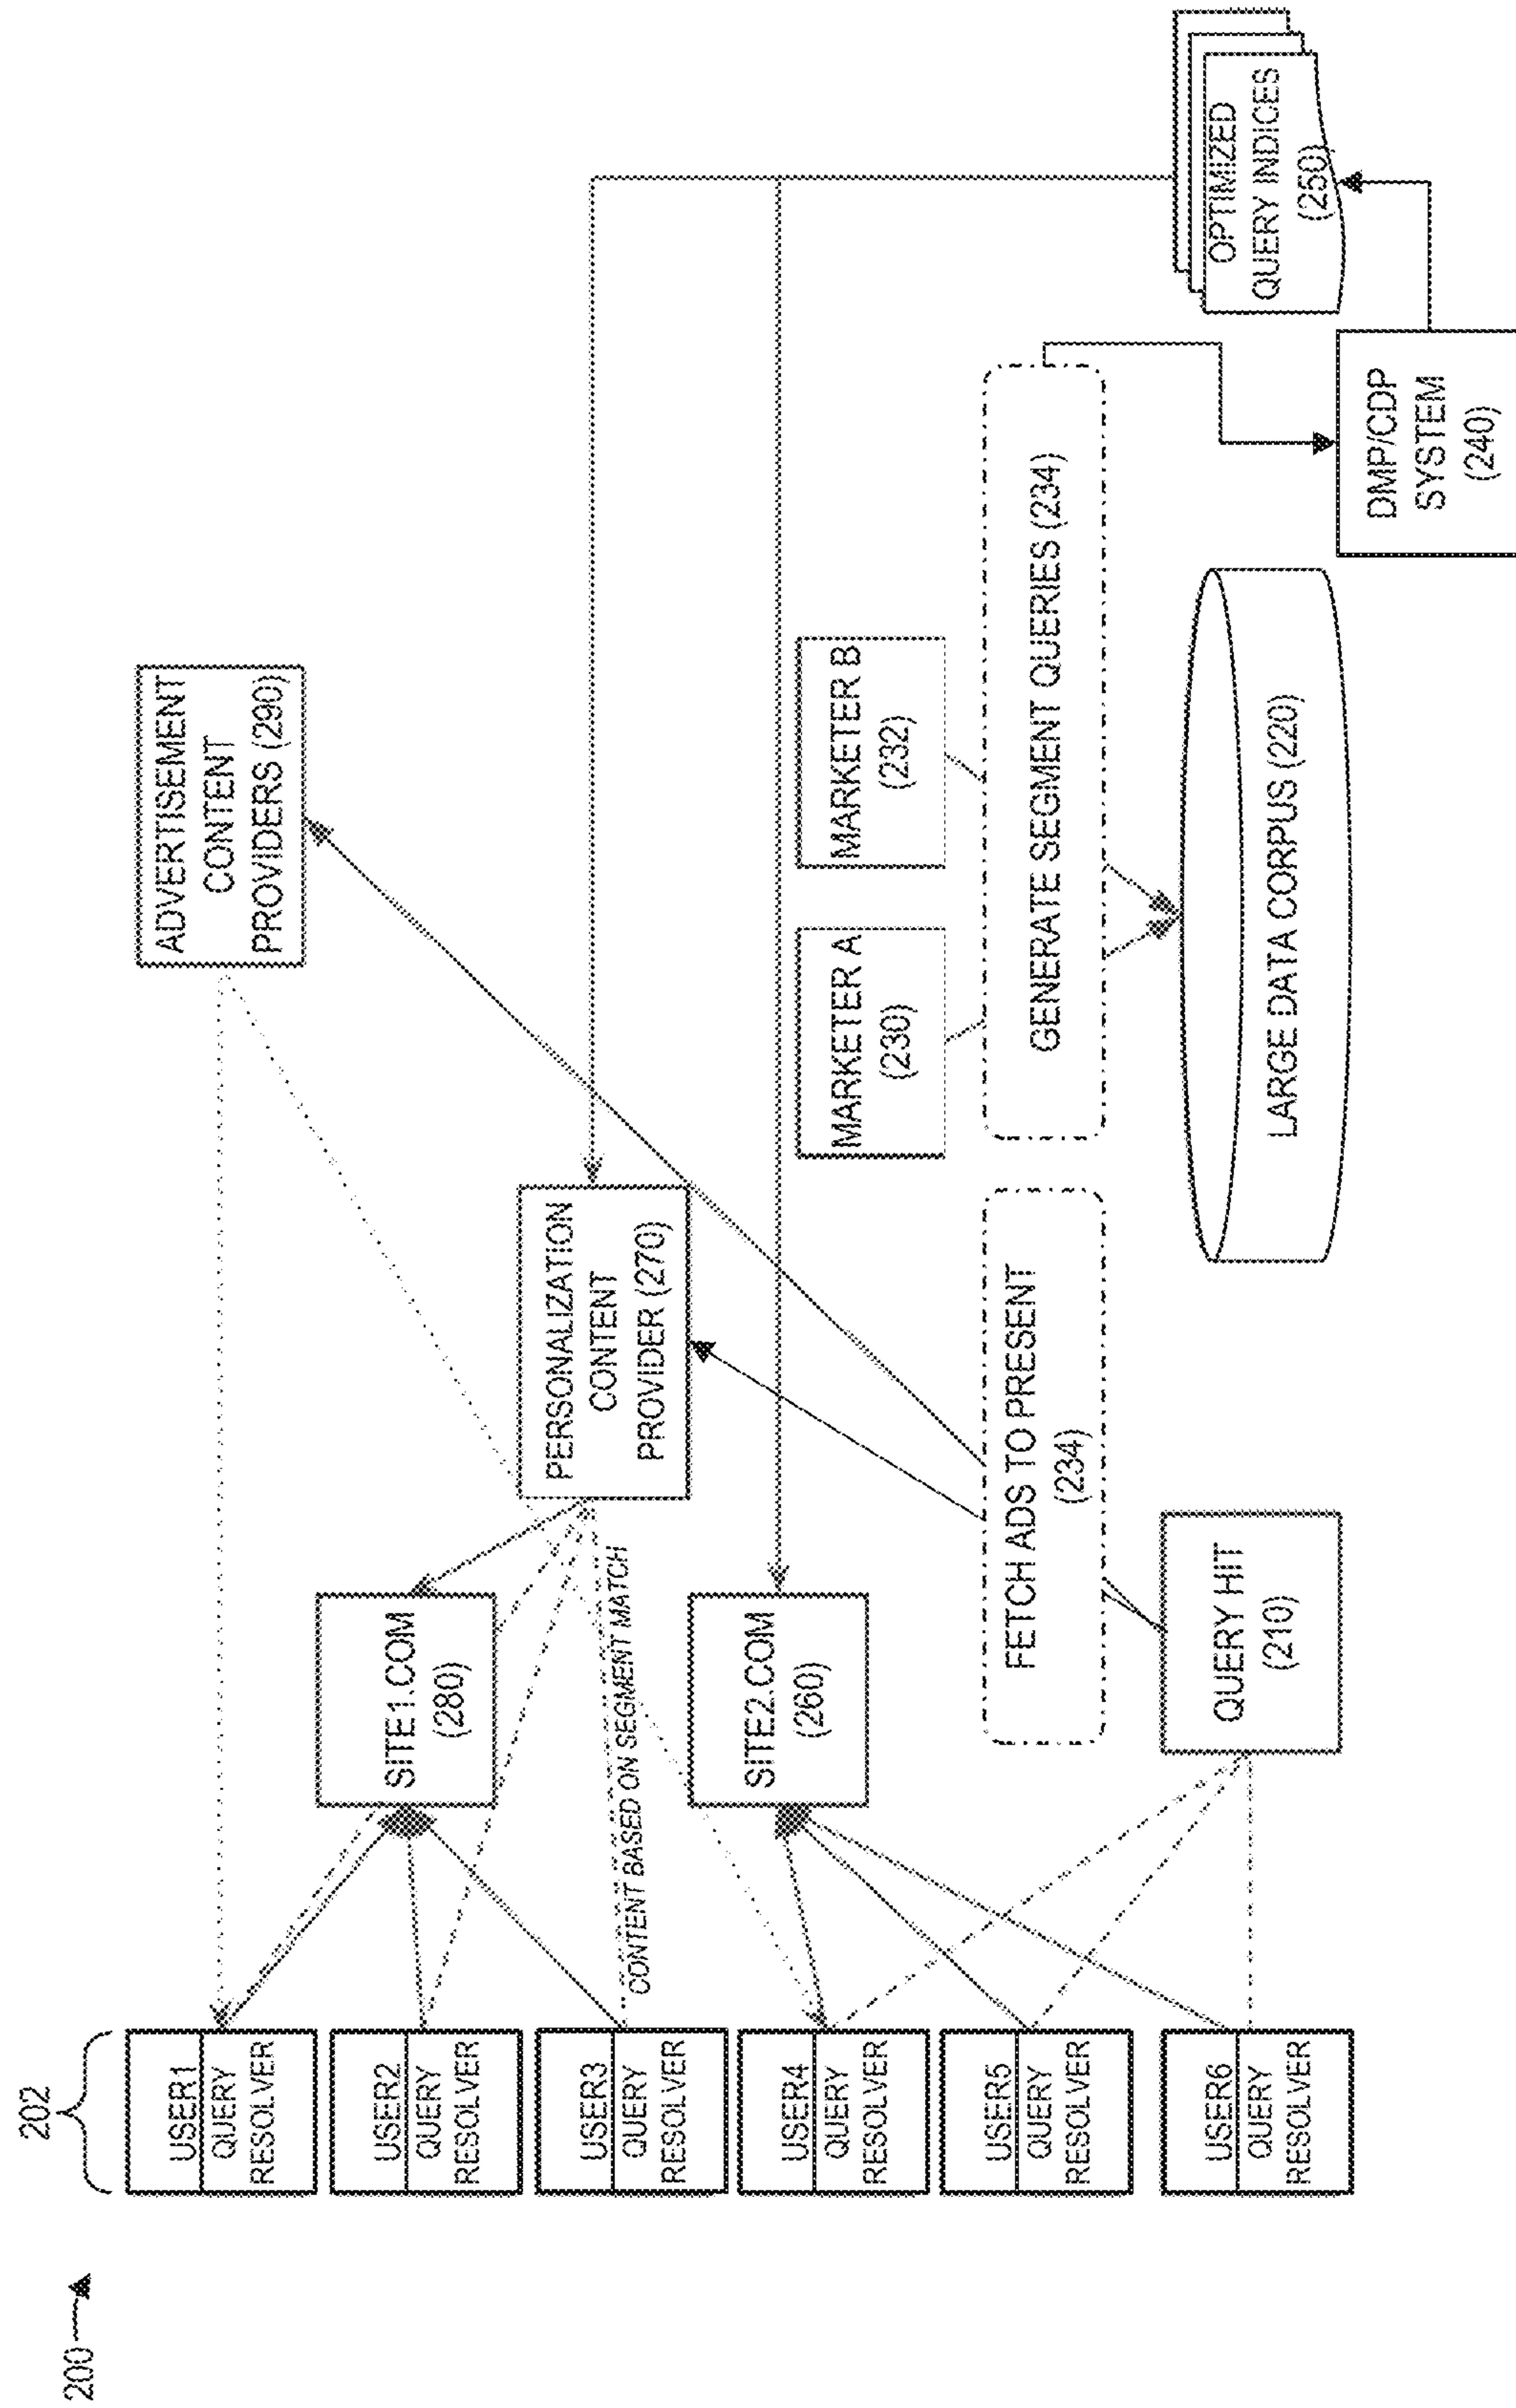 200
202
USER1
QUERY
RESOLVER
USER2
QUERY
RESOLVER
USER3
QUERY
RESOLVER
USER4
QUERY
RESOLVER
USER5
QUERY
RESOLVER
USER6
QUERY
RESOLVER
SITE1.COM
(280)
CONTENT BASED ON SEGMENT MATCH
SITE2.COM
(260)
QUERY HIT
(210)
PERSONALIZATION
CONTENT
PROVIDER (270)
FETCH ADS TO PRESENT
(234)
ADVERTISEMENT
CONTENT
PROVIDERS (290)
MARKETER A
(230)
MARKETER B
(232)
GENERATE SEGMENT QUERIES (234)
LARGE DATA CORPUS (220)
DMP/CDP
SYSTEM
(240)
OPTIMIZED
QUERY INDICES
(250)